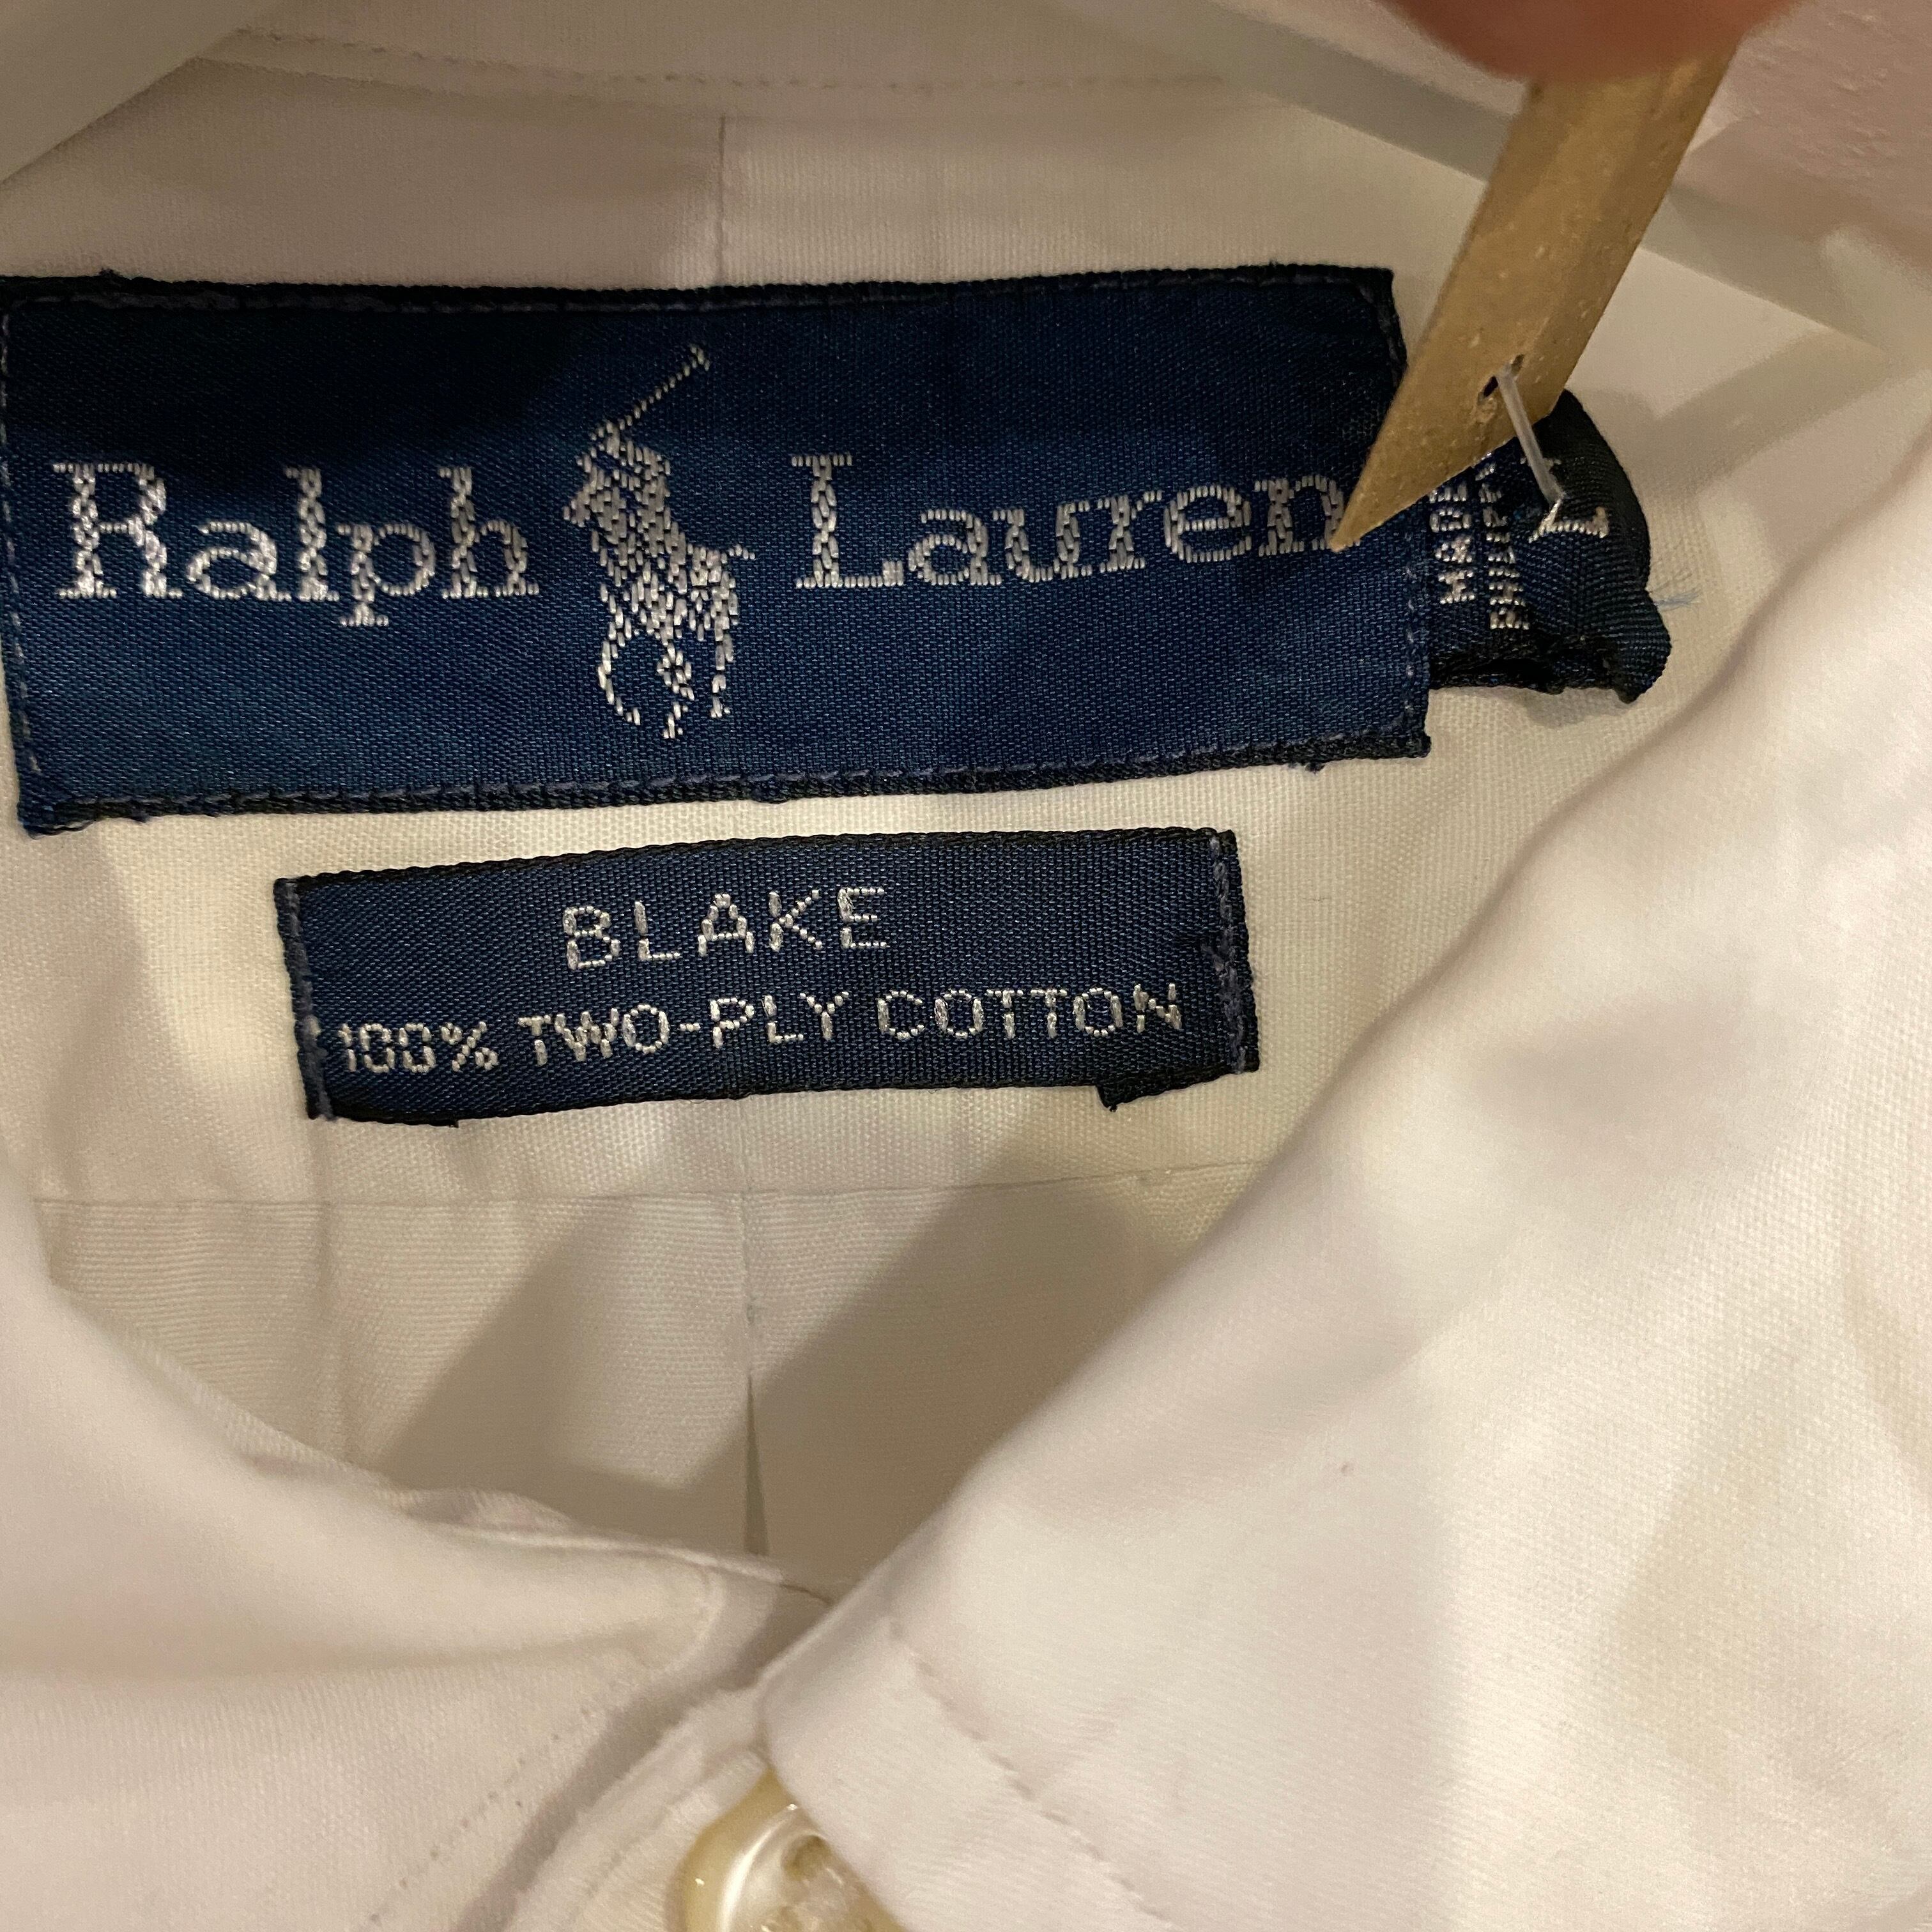 Ralph Lauren
L
BLAKE
100% TWO-PLY COTTON